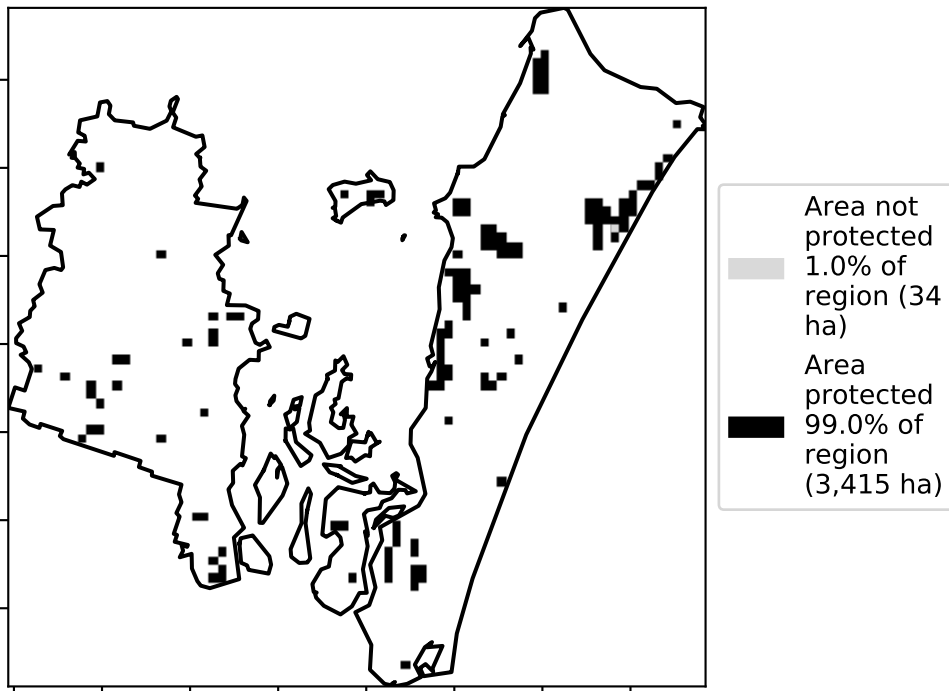 Area not
protected
1.0% of
region (34
ha)
Area
protected
99.0% of
region
(3,415 ha)